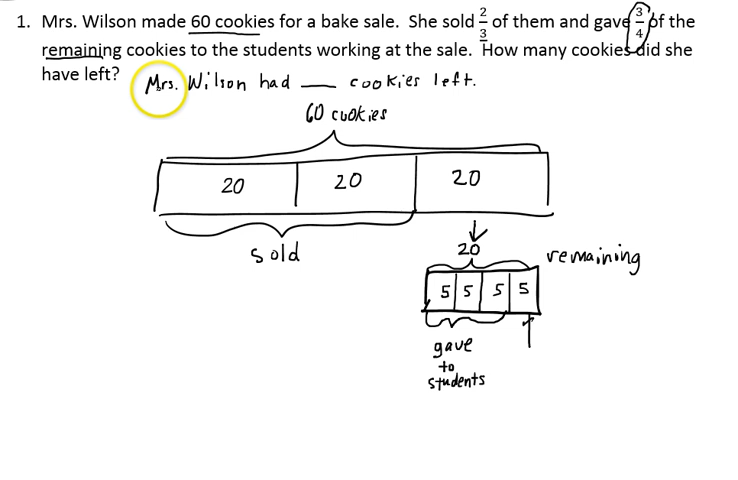 1. Mrs. Wilson made 60 cookies for a bake sale. She sold 2/3 of them and gave 3/4 of the
remaining cookies to the students working at the sale. How many cookies did she
have left?
Mrs. Wilson had __ cookies left.
60 cookies
20 20 20
sold
20
remaining
5 5 5 5
gave
to
students